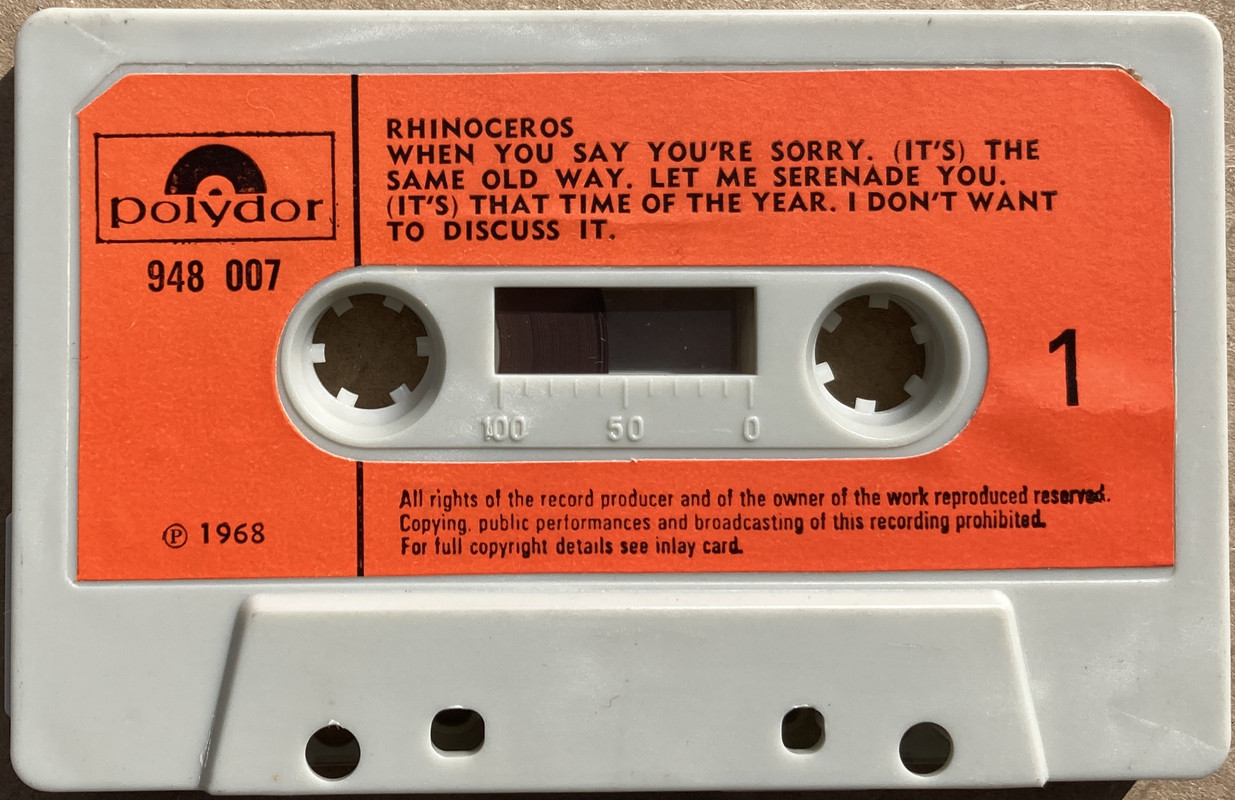 polydor
948 007
RHINOCEROS
WHEN YOU SAY YOU'RE SORRY. (IT'S) THE
SAME OLD WAY. LET ME SERENADE YOU.
(IT'S) THAT TIME OF THE YEAR. I DON'T WANT
TO DISCUSS IT.
100 50 0
1
℗ 1968
All rights of the record producer and of the owner of the work reproduced reserved.
Copying, public performances and broadcasting of this recording prohibited.
For full copyright details see inlay card.